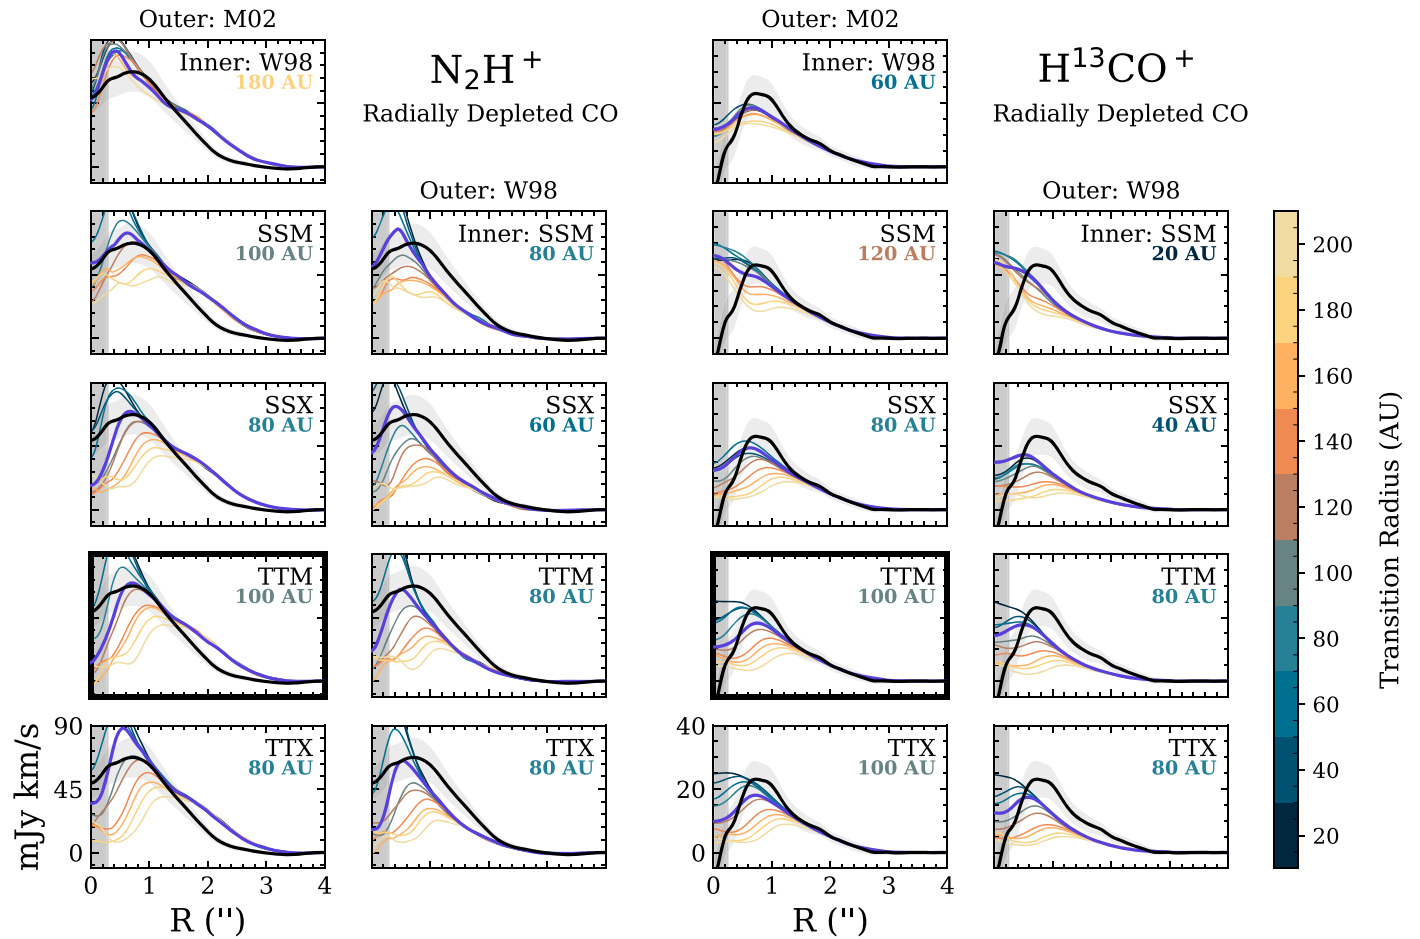 Outer: M02
Inner: W98
180 AU
N₂H⁺
Radially Depleted CO
Outer: M02
Inner: W98
60 AU
H¹³CO⁺
Radially Depleted CO
SSM
100 AU
Outer: W98
Inner: SSM
80 AU
SSM
120 AU
Outer: W98
Inner: SSM
20 AU
SSX
80 AU
SSX
60 AU
SSX
80 AU
SSX
40 AU
TTM
100 AU
TTM
80 AU
TTM
100 AU
TTM
80 AU
TTX
80 AU
TTX
80 AU
TTX
100 AU
TTX
80 AU
90
45
0
mJy km/s
0 1 2 3 4
R (")
40
20
0
0 1 2 3 4
R (")
200
180
160
140
120
100
80
60
40
20
Transition Radius (AU)